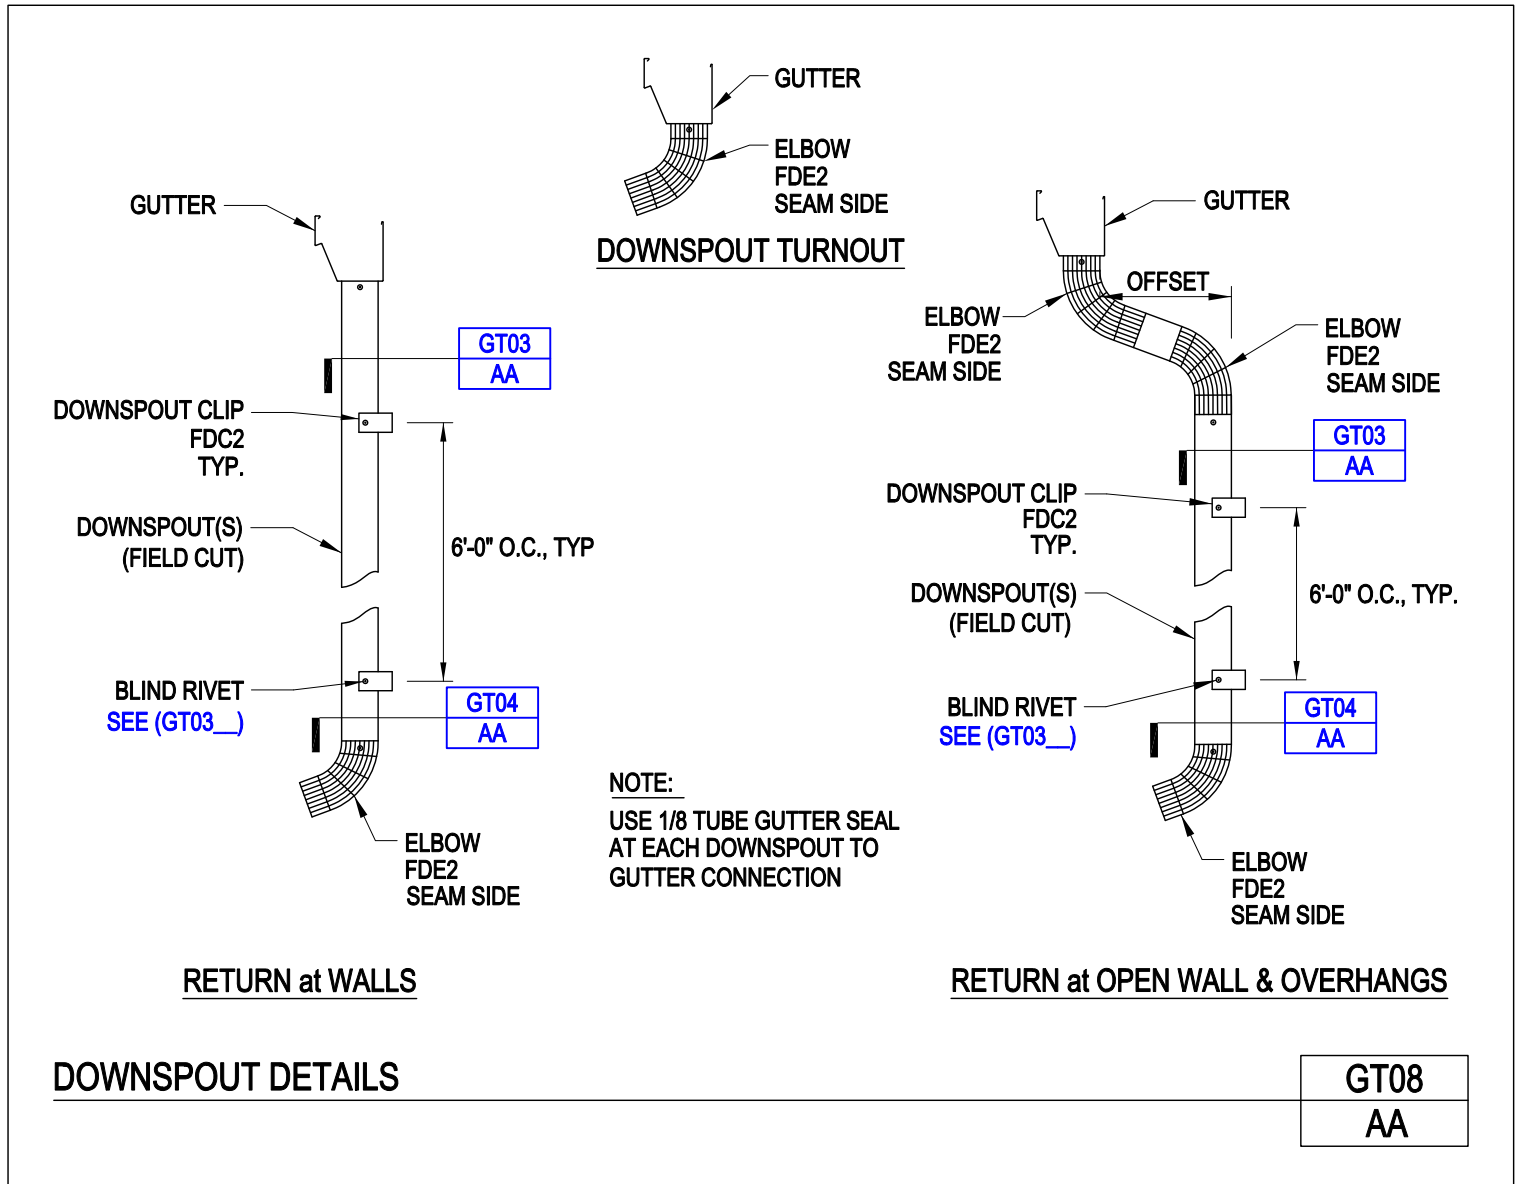 GUTTER
ELBOW
FDE2
SEAM SIDE
DOWNSPOUT TURNOUT
GUTTER
GT03
AA
DOWNSPOUT CLIP
FDC2
TYP.
DOWNSPOUT(S)
(FIELD CUT)
6'-0" O.C., TYP
BLIND RIVET
SEE (GT03__)
GT04
AA
ELBOW
FDE2
SEAM SIDE
RETURN at WALLS
NOTE:
USE 1/8 TUBE GUTTER SEAL
AT EACH DOWNSPOUT TO
GUTTER CONNECTION
GUTTER
OFFSET
ELBOW
FDE2
SEAM SIDE
ELBOW
FDE2
SEAM SIDE
GT03
AA
DOWNSPOUT CLIP
FDC2
TYP.
DOWNSPOUT(S)
(FIELD CUT)
6'-0" O.C., TYP.
BLIND RIVET
SEE (GT03__)
GT04
AA
ELBOW
FDE2
SEAM SIDE
RETURN at OPEN WALL & OVERHANGS
DOWNSPOUT DETAILS
GT08
AA